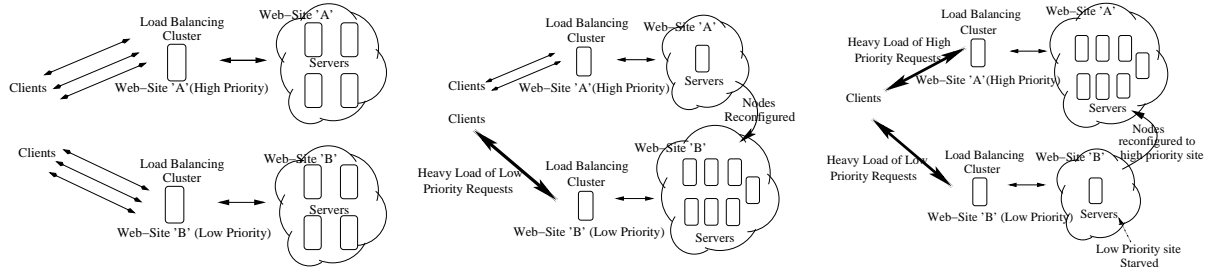 Web-Site 'A'
Load Balancing
Cluster
Servers
Clients
Web-Site 'A'(High Priority)
Clients
Load Balancing
Cluster
Web-Site 'B'
Servers
Web-Site 'B' (Low Priority)
Load Balancing
Cluster
Web-Site 'A'
Clients
Web-Site 'A'(High Priority)
Servers
Nodes
Reconfigured
Clients
Web-Site 'B'
Heavy Load of Low
Priority Requests
Load Balancing
Cluster
Web-Site 'B' (Low Priority)
Servers
Web-Site 'A'
Load Balancing
Cluster
Heavy Load of High
Priority Requests
Web-Site 'A'(High Priority)
Clients
Servers
Nodes
reconfigured to
high priority site
Load Balancing
Cluster
Web-Site 'B'
Heavy Load of Low
Priority Requests
Web-Site 'B' (Low Priority)
Servers
Low Priority site
Starved